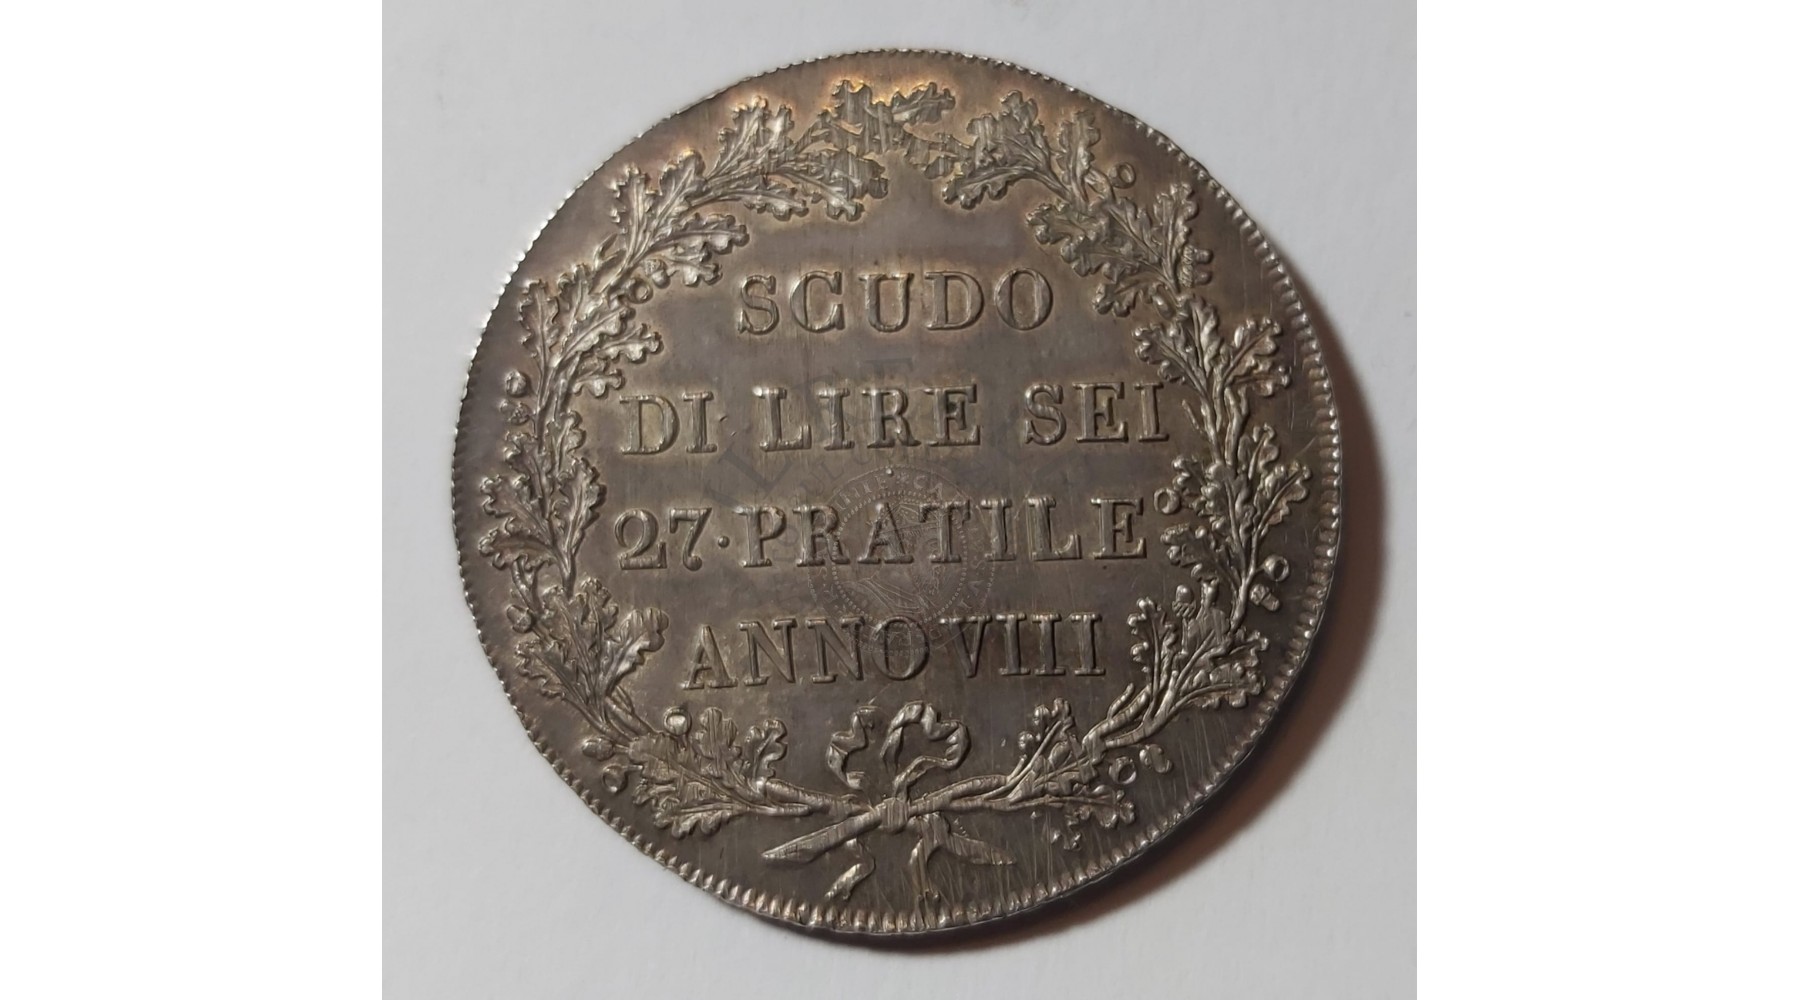 SCUDO
DI LIRE SEI
27·PRATILE
ANNO VIII